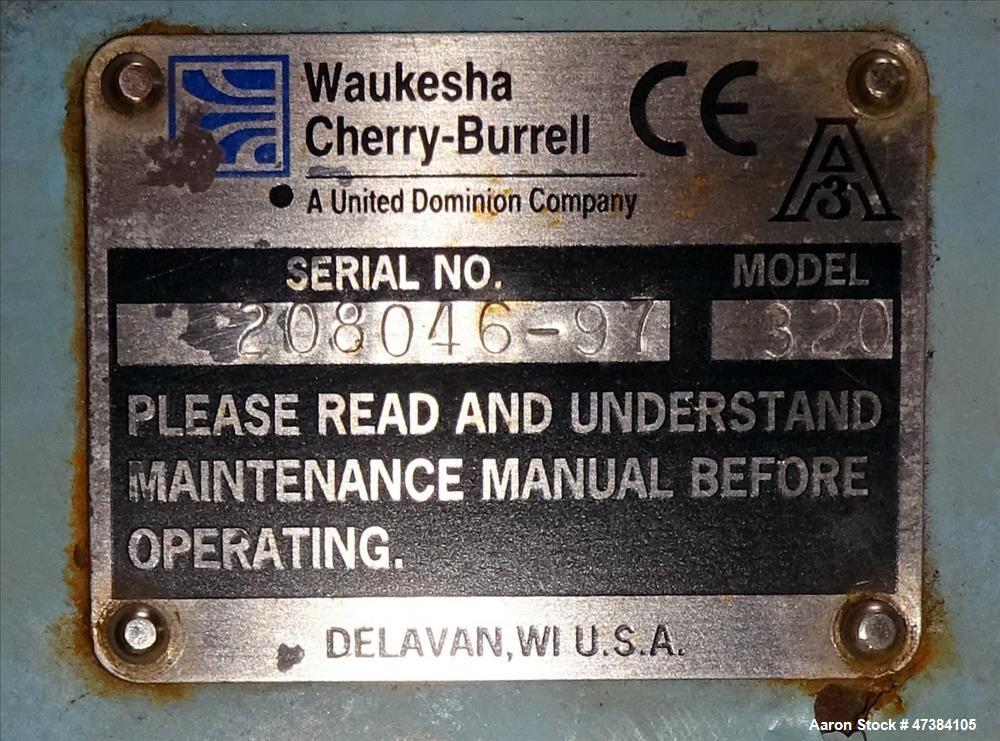 Waukesha
Cherry-Burrell
A United Dominion Company
CE
A
3
SERIAL NO.
MODEL
208046-97
320
PLEASE READ AND UNDERSTAND
MAINTENANCE MANUAL BEFORE
OPERATING.
DELAVAN, WI U.S.A.
Aaron Stock # 47384105